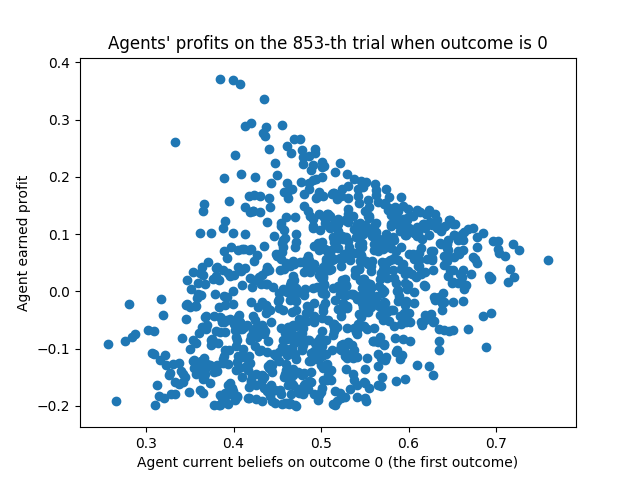 Agents' profits on the 853-th trial when outcome is 0
0.4
0.3
0.2
0.1
0.0
−0.1
−0.2
Agent earned profit
0.3 0.4 0.5 0.6 0.7
Agent current beliefs on outcome 0 (the first outcome)